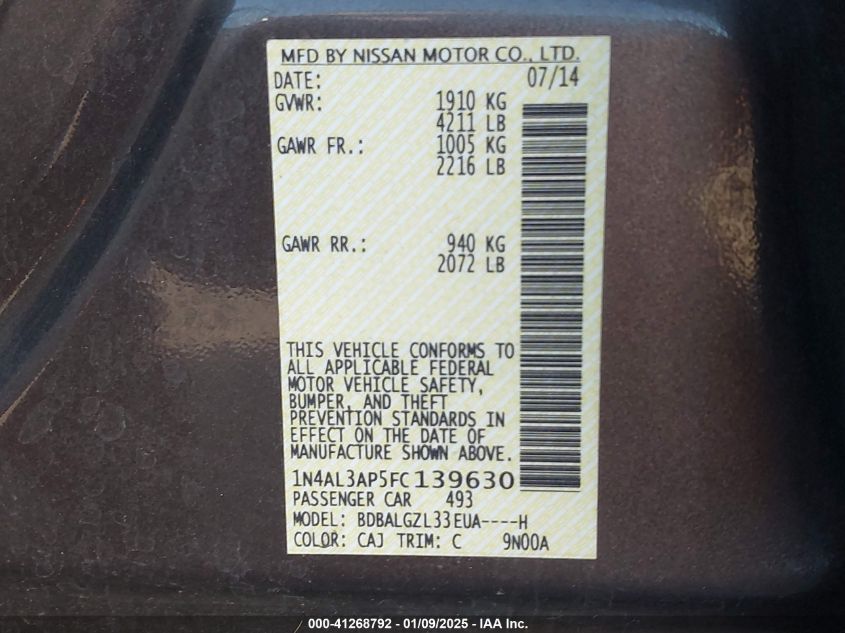 MFD BY NISSAN MOTOR CO., LTD.
DATE: 07/14
GVWR: 1910 KG
4211 LB
GAWR FR.: 1005 KG
2216 LB
GAWR RR.: 940 KG
2072 LB
THIS VEHICLE CONFORMS TO
ALL APPLICABLE FEDERAL
MOTOR VEHICLE SAFETY,
BUMPER, AND THEFT
PREVENTION STANDARDS IN
EFFECT ON THE DATE OF
MANUFACTURE SHOWN ABOVE.
1N4AL3AP5FC139630
PASSENGER CAR 493
MODEL: BDBALGZL33EUA----H
COLOR: CAJ TRIM: C 9N00A
000-41268792 - 01/09/2025 - IAA Inc.